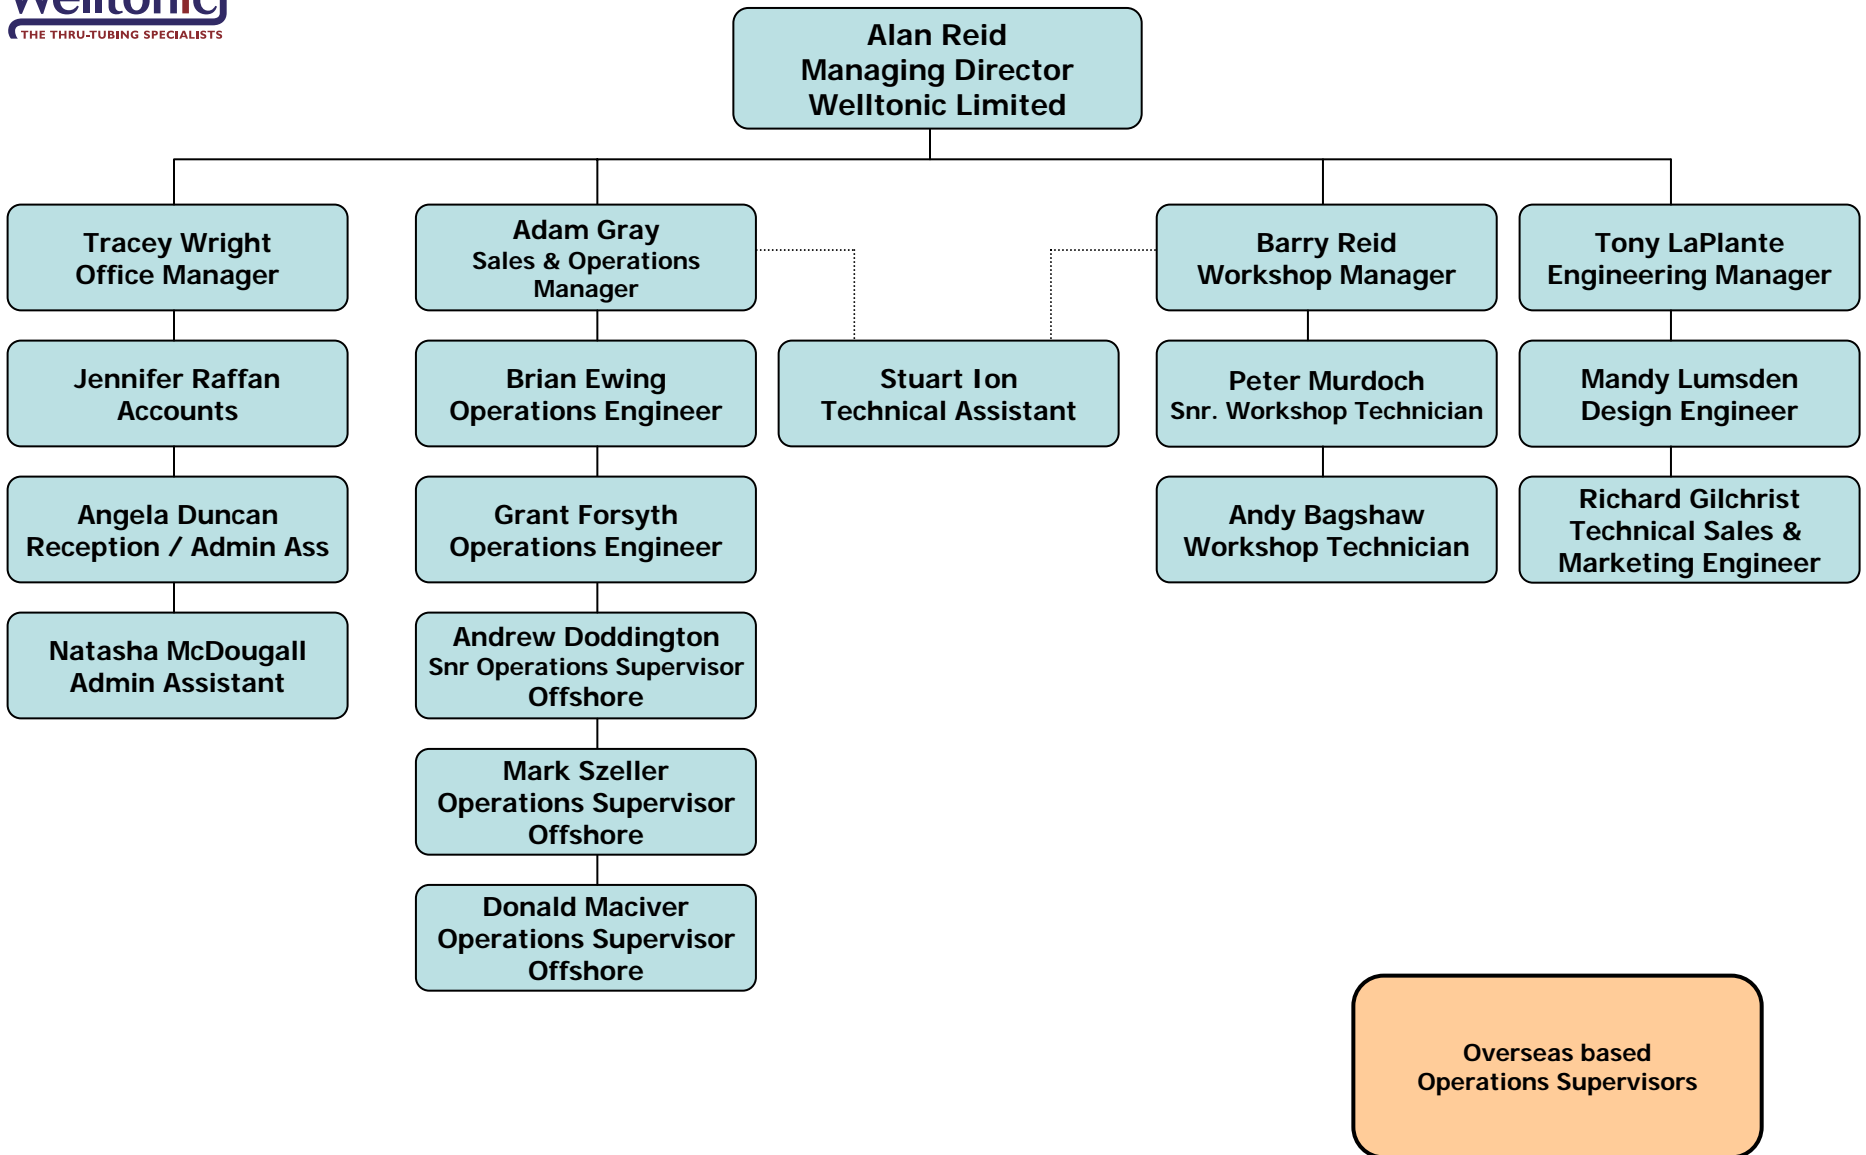 Welltonic
THE THRU-TUBING SPECIALISTS
Alan Reid
Managing Director
Welltonic Limited
Tracey Wright
Office Manager
Adam Gray
Sales & Operations
Manager
Barry Reid
Workshop Manager
Tony LaPlante
Engineering Manager
Jennifer Raffan
Accounts
Brian Ewing
Operations Engineer
Stuart Ion
Technical Assistant
Peter Murdoch
Snr. Workshop Technician
Mandy Lumsden
Design Engineer
Angela Duncan
Reception / Admin Ass
Grant Forsyth
Operations Engineer
Andy Bagshaw
Workshop Technician
Richard Gilchrist
Technical Sales &
Marketing Engineer
Natasha McDougall
Admin Assistant
Andrew Doddington
Snr Operations Supervisor
Offshore
Mark Szeller
Operations Supervisor
Offshore
Donald Maciver
Operations Supervisor
Offshore
Overseas based
Operations Supervisors